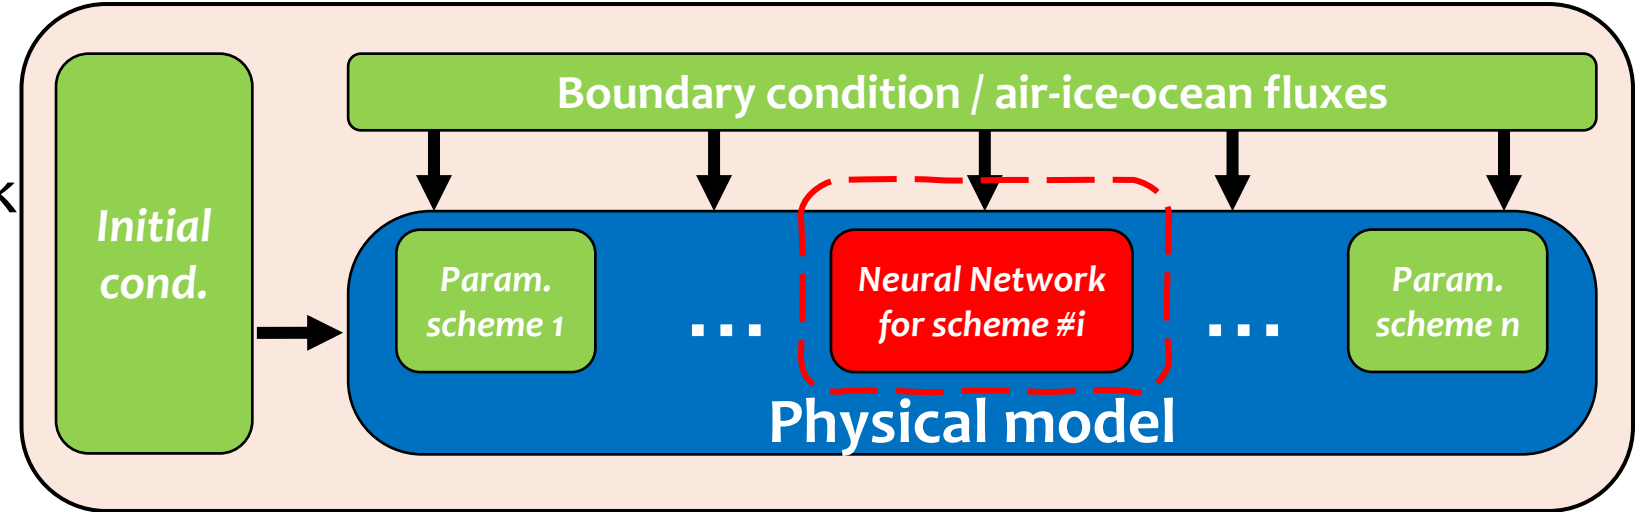 Boundary condition / air-ice-ocean fluxes
k
Initial
cond.
Param.
scheme 1
...
Neural Network
for scheme #i
...
Param.
scheme n
Physical model